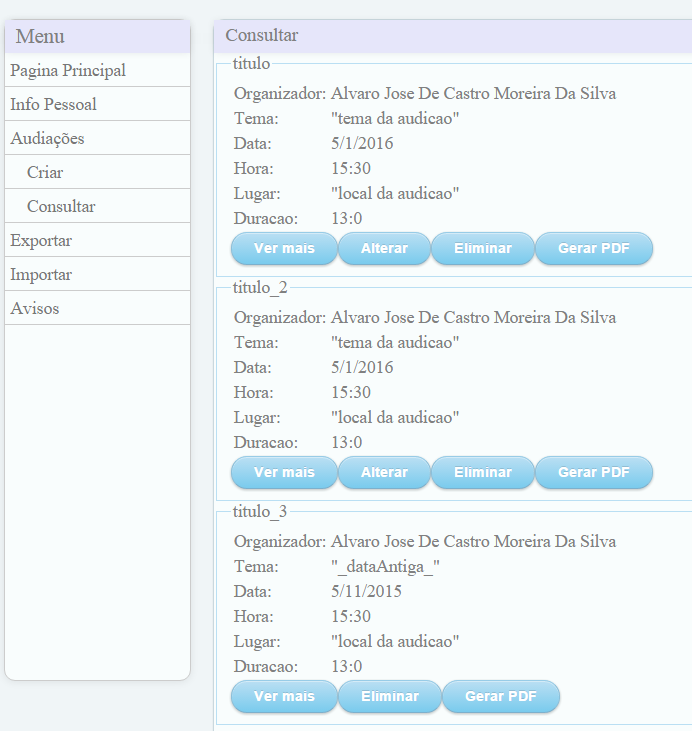 Menu
Pagina Principal
Info Pessoal
Audiações
Criar
Consultar
Exportar
Importar
Avisos
Consultar
titulo
Organizador: Alvaro Jose De Castro Moreira Da Silva
Tema: "tema da audicao"
Data: 5/1/2016
Hora: 15:30
Lugar: "local da audicao"
Duracao: 13:0
Ver mais Alterar Eliminar Gerar PDF
titulo_2
Organizador: Alvaro Jose De Castro Moreira Da Silva
Tema: "tema da audicao"
Data: 5/1/2016
Hora: 15:30
Lugar: "local da audicao"
Duracao: 13:0
Ver mais Alterar Eliminar Gerar PDF
titulo_3
Organizador: Alvaro Jose De Castro Moreira Da Silva
Tema: "_dataAntiga_"
Data: 5/11/2015
Hora: 15:30
Lugar: "local da audicao"
Duracao: 13:0
Ver mais Eliminar Gerar PDF